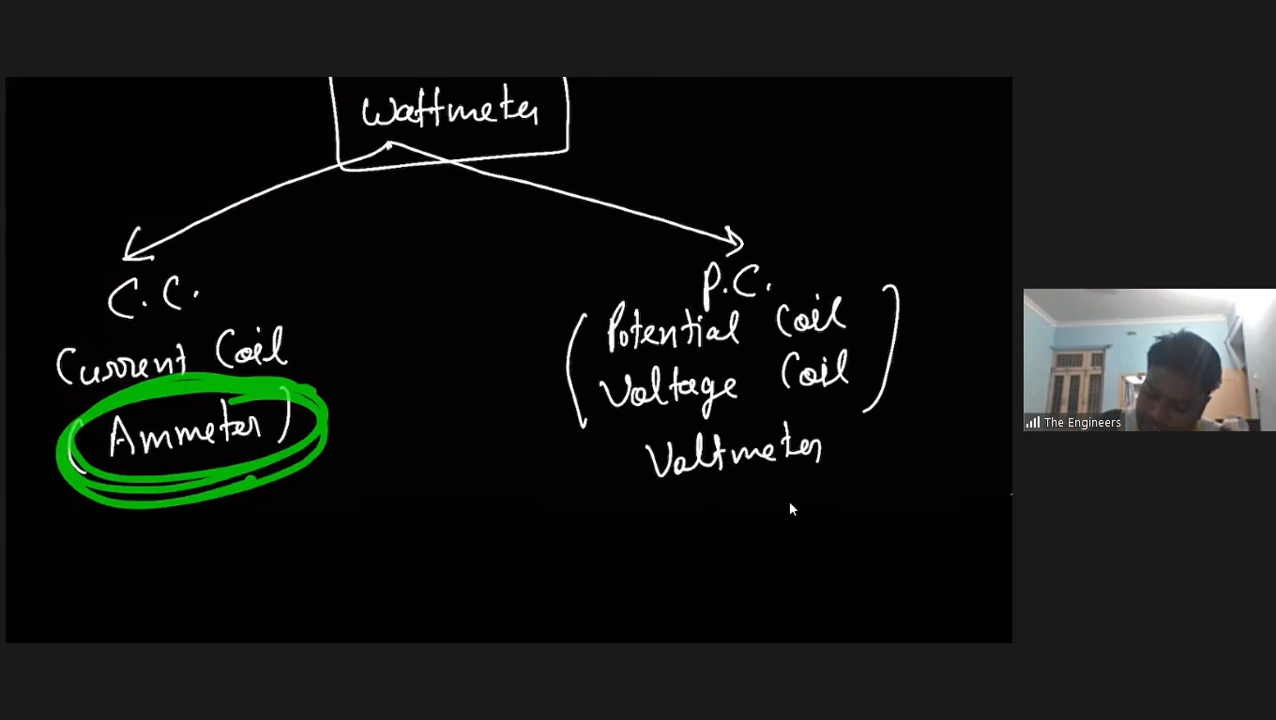 Wattmeter
C.C.
P.C.
Current Coil
(Ammeter)
(Potential Coil
Voltage Coil)
Voltmeter
The Engineers